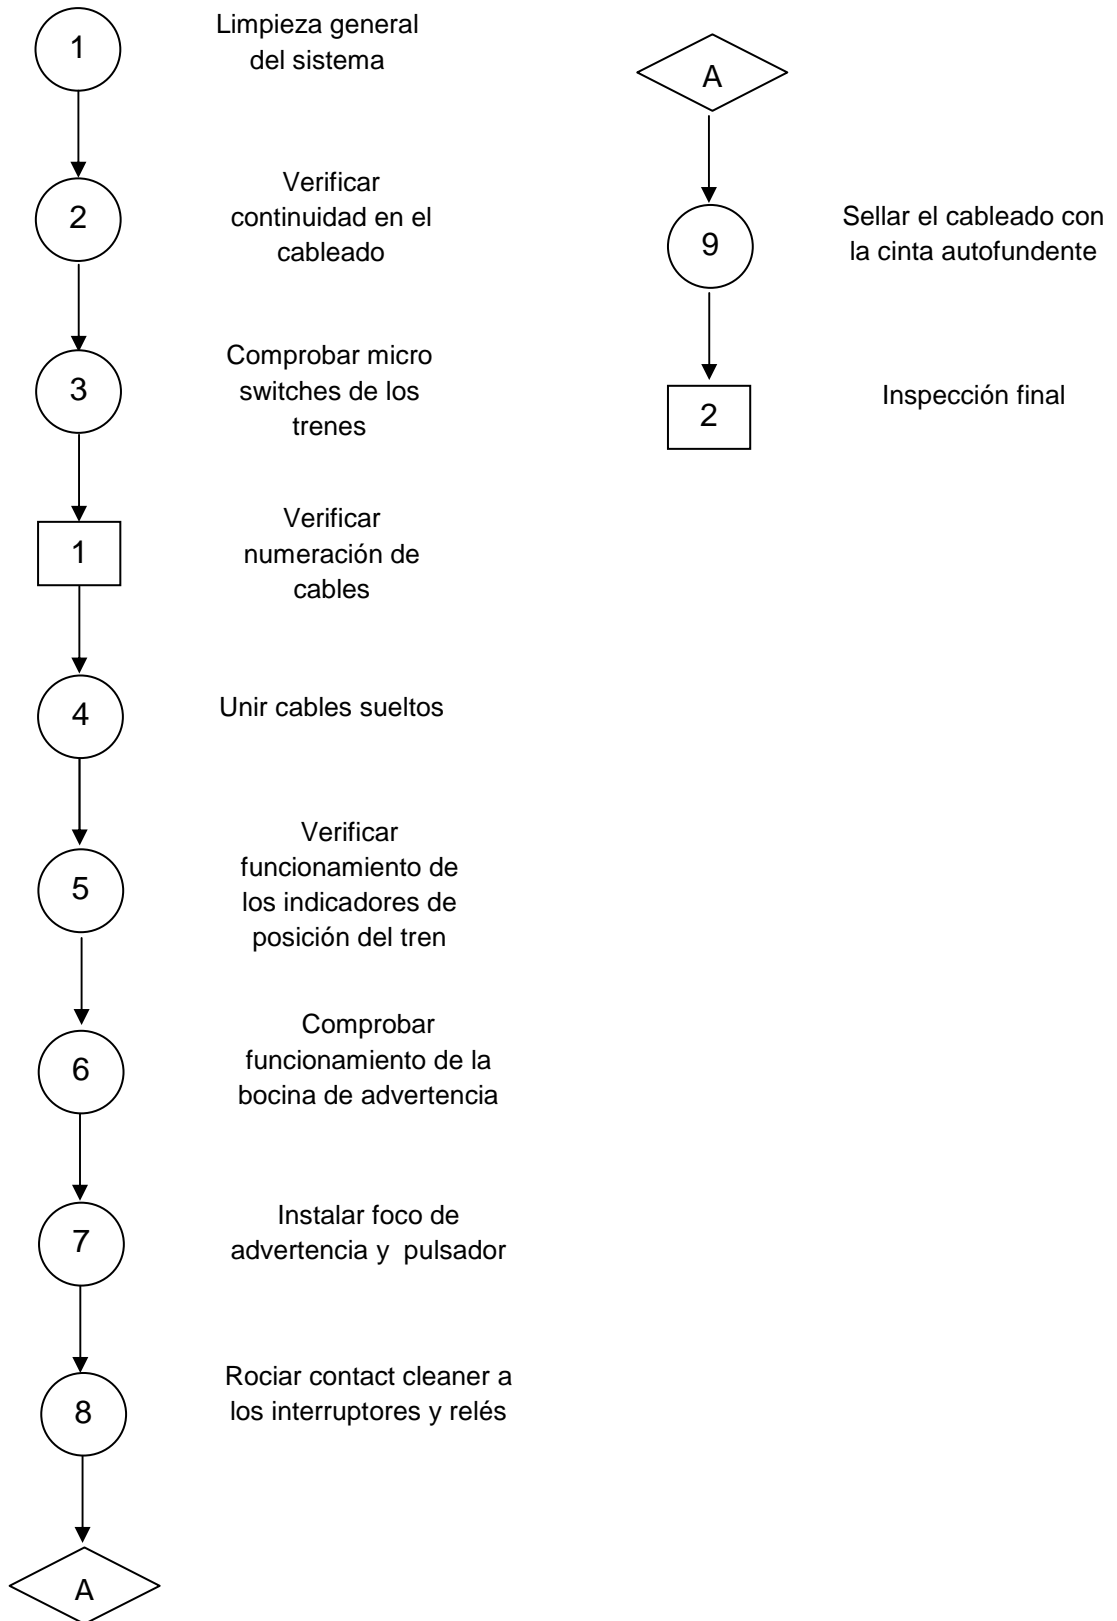 1
Limpieza general
del sistema
2
Verificar
continuidad en el
cableado
3
Comprobar micro
switches de los
trenes
1
Verificar
numeración de
cables
4
Unir cables sueltos
5
Verificar
funcionamiento de
los indicadores de
posición del tren
6
Comprobar
funcionamiento de la
bocina de advertencia
7
Instalar foco de
advertencia y pulsador
8
Rociar contact cleaner a
los interruptores y relés
A
A
9
Sellar el cableado con
la cinta autofundente
2
Inspección final